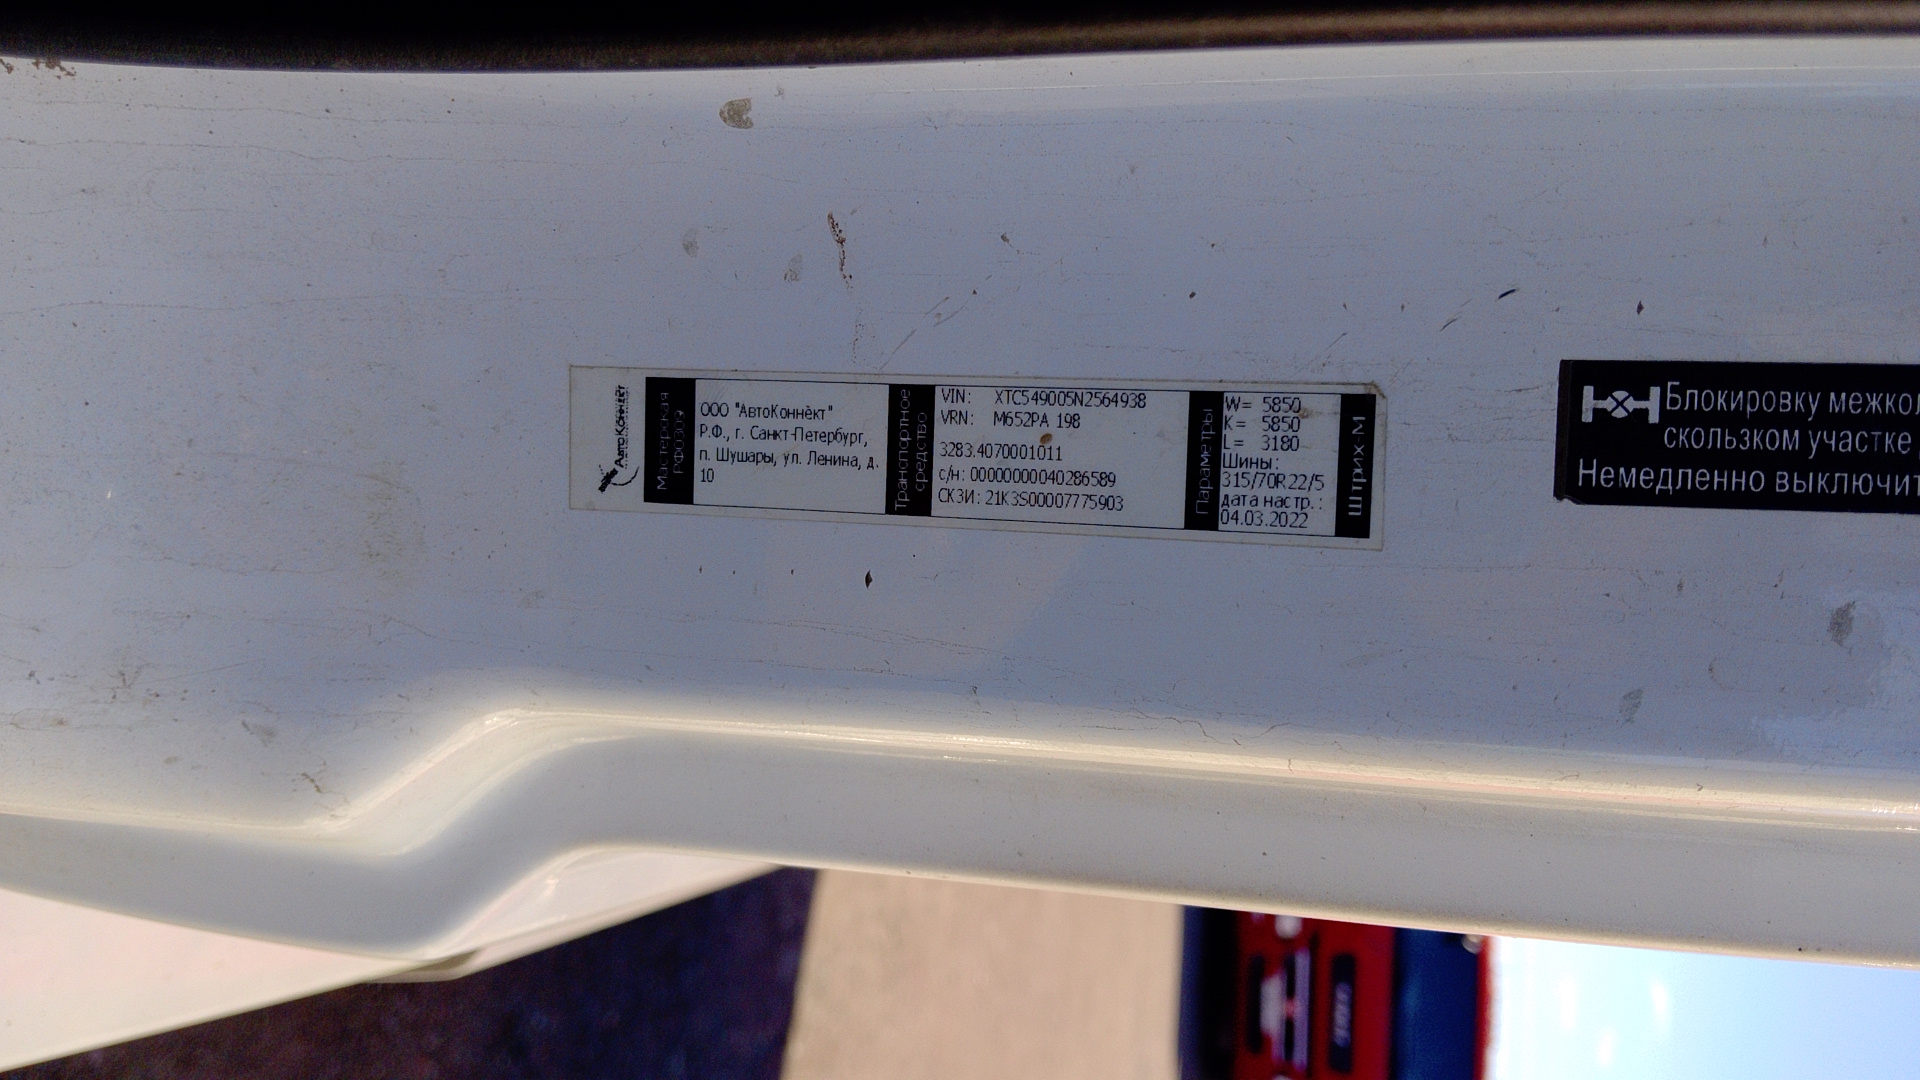 АвтоКоннект
Мастерская
РФ0309
ООО "АвтоКоннект"
Р.Ф., г. Санкт-Петербург,
п. Шушары, ул. Ленина, д.
10
Транспортное
средство
VIN: XTC549005N2564938
VRN: М652РА 198
3283.4070001011
с/н: 00000000040286589
СКЗИ: 21K3S00007775903
Параметры
W= 5850
K= 5850
L= 3180
Шины:
315/70R22/5
дата настр.:
04.03.2022
Штрих-М
Блокировку межкол
скользком участке
Немедленно выключит